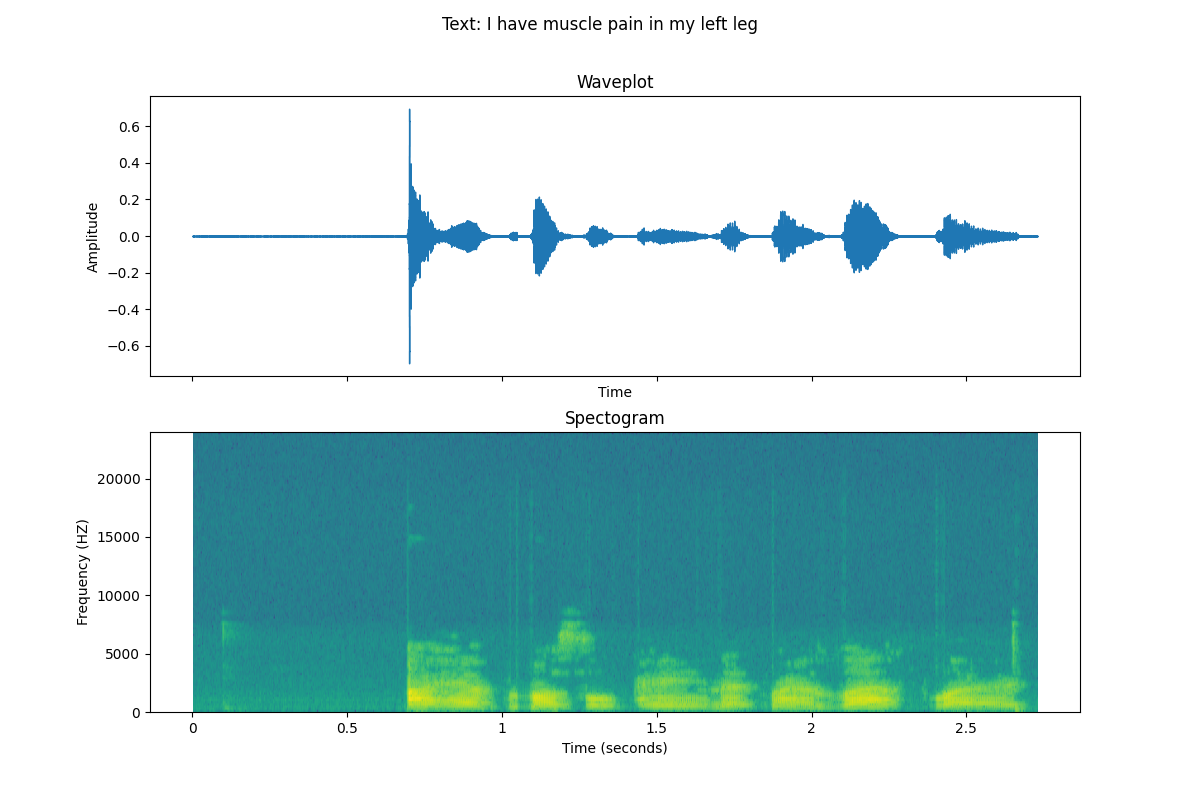 Text: I have muscle pain in my left leg
Waveplot
0.6
0.4
0.2
0.0
−0.2
−0.4
−0.6
Amplitude
Time
Spectogram
20000
15000
10000
5000
0
Frequency (HZ)
0 0.5 1 1.5 2 2.5
Time (seconds)